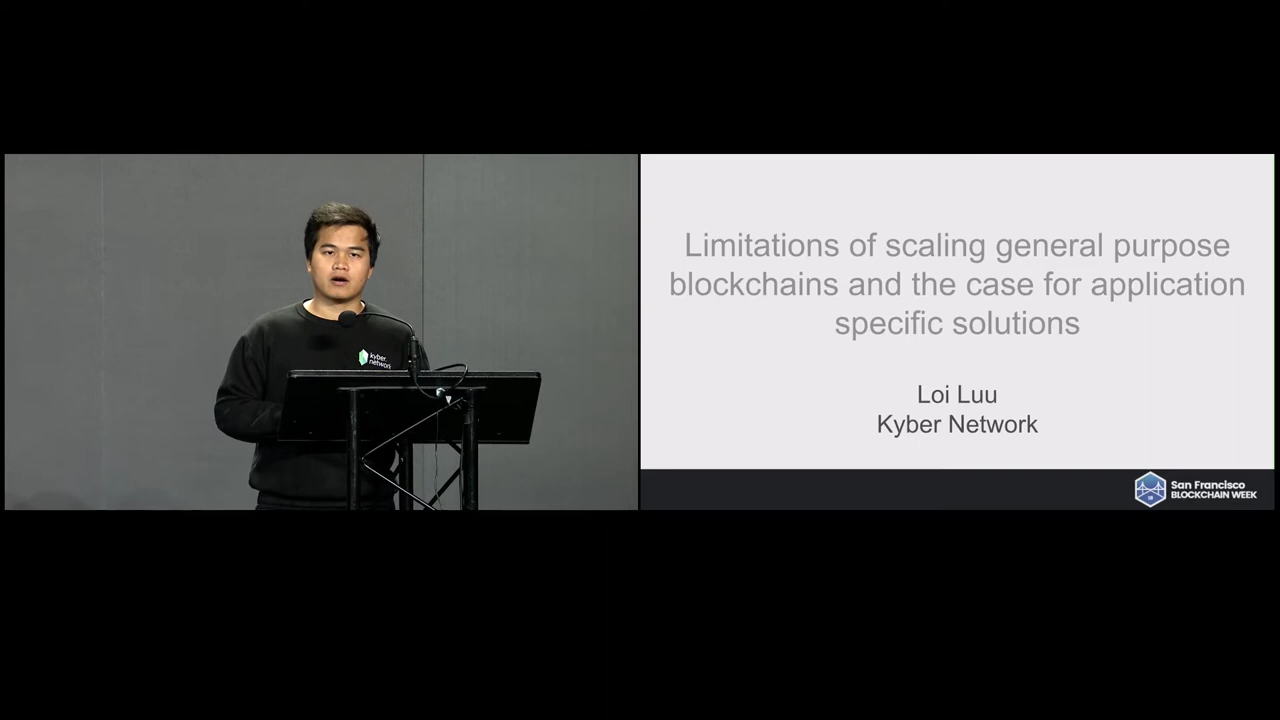 kyber.
network
Limitations of scaling general purpose
blockchains and the case for application
specific solutions
Loi Luu
Kyber Network
San Francisco
BLOCKCHAIN WEEK